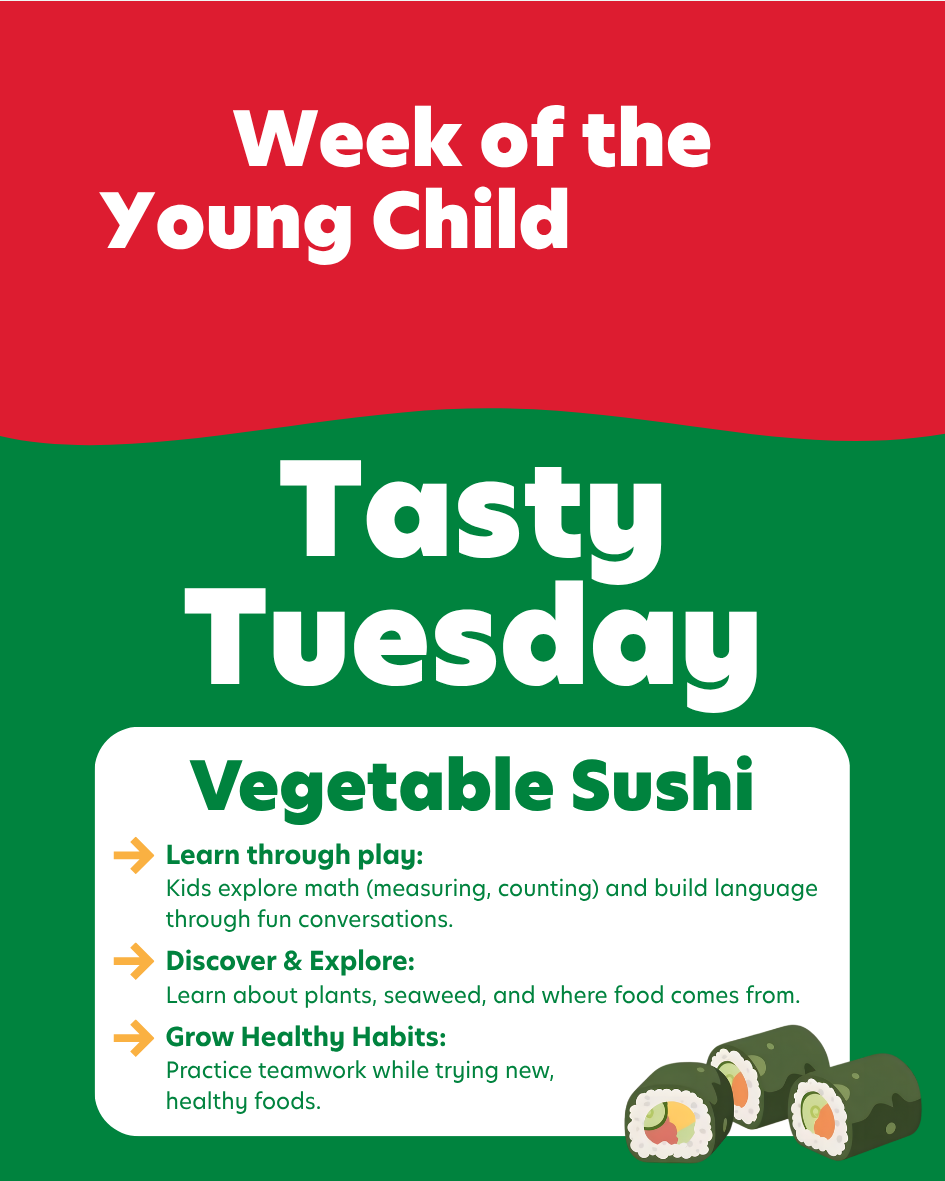 Week of the
Young Child
Tasty
Tuesday
Vegetable Sushi
Learn through play:
Kids explore math (measuring, counting) and build language
through fun conversations.
Discover & Explore:
Learn about plants, seaweed, and where food comes from.
Grow Healthy Habits:
Practice teamwork while trying new,
healthy foods.